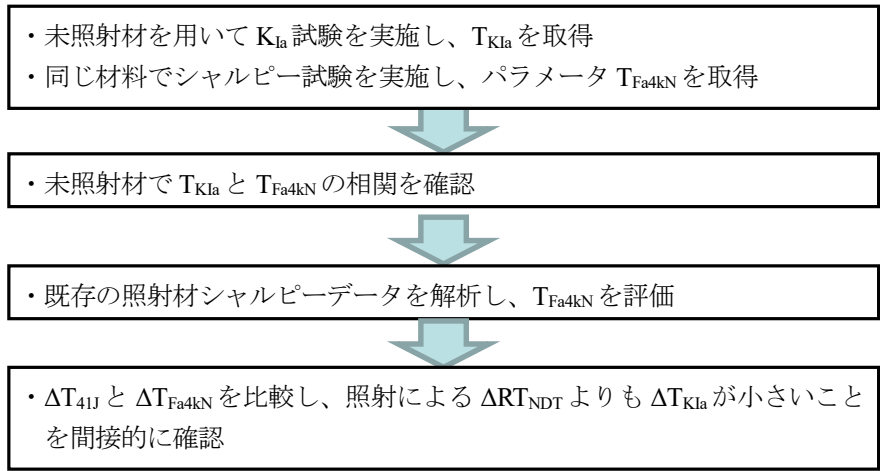 ・未照射材を用いて KIa 試験を実施し、TKIa を取得
・同じ材料でシャルピー試験を実施し、パラメータ TFa4kN を取得
・未照射材で TKIa と TFa4kN の相関を確認
・既存の照射材シャルピーデータを解析し、TFa4kN を評価
・ΔT41J と ΔTFa4kN を比較し、照射による ΔRTNDT よりも ΔTKIa が小さいこと
を間接的に確認